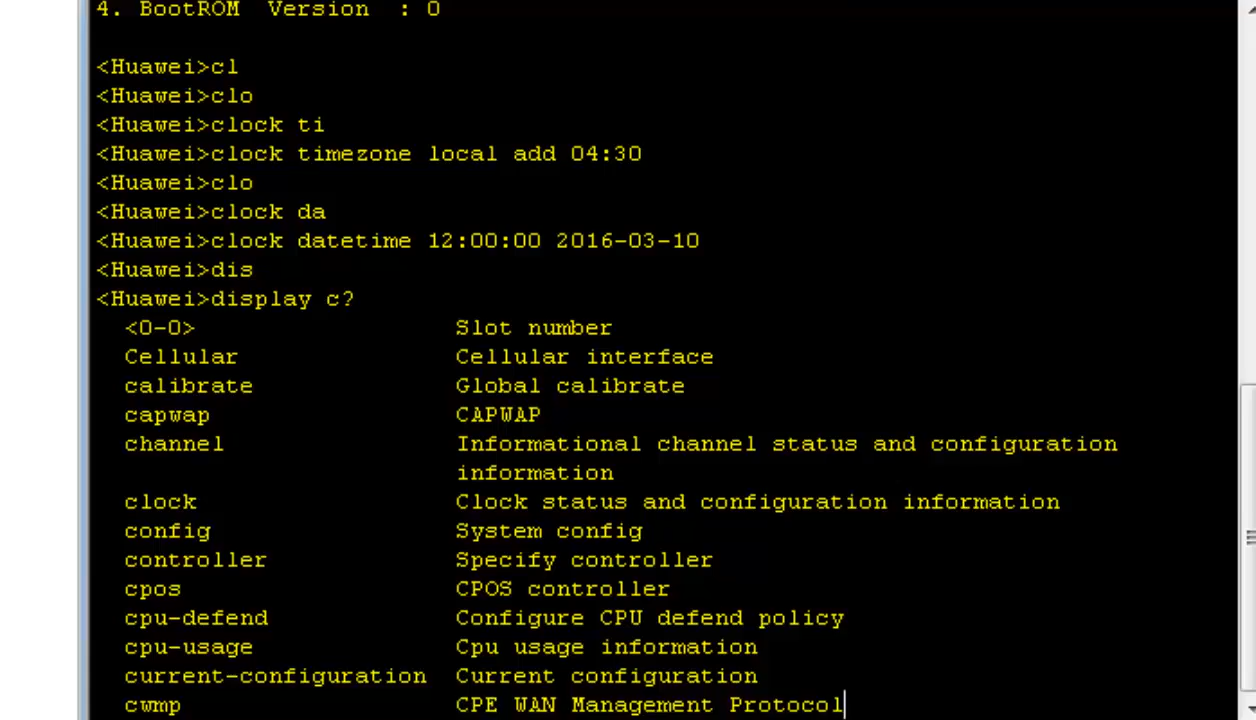 4. BootROM  Version  : 0
<Huawei>cl
<Huawei>clo
<Huawei>clock ti
<Huawei>clock timezone local add 04:30
<Huawei>clo
<Huawei>clock da
<Huawei>clock datetime 12:00:00 2016-03-10
<Huawei>dis
<Huawei>display c?
  <0-0>                  Slot number
  Cellular               Cellular interface
  calibrate              Global calibrate
  capwap                 CAPWAP
  channel                Informational channel status and configuration
                         information
  clock                  Clock status and configuration information
  config                 System config
  controller             Specify controller
  cpos                   CPOS controller
  cpu-defend             Configure CPU defend policy
  cpu-usage              Cpu usage information
  current-configuration  Current configuration
  cwmp                   CPE WAN Management Protocol